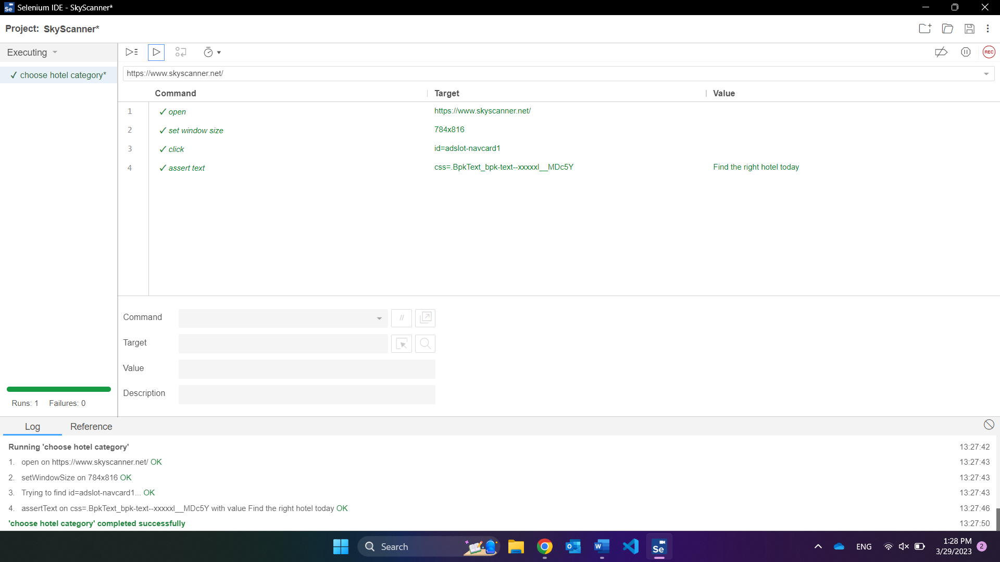 Selenium IDE - SkyScanner*
Project: SkyScanner*
Executing
✓ choose hotel category*
REC
https://www.skyscanner.net/
Command Target Value
1 ✓ open https://www.skyscanner.net/
2 ✓ set window size 784x816
3 ✓ click id=adslot-navcard1
4 ✓ assert text css=.BpkText_bpk-text--xxxxxl__MDc5Y Find the right hotel today
Command //
Target
Value
Description
Runs: 1 Failures: 0
Log Reference
Running 'choose hotel category' 13:27:42
1. open on https://www.skyscanner.net/ OK 13:27:43
2. setWindowSize on 784x816 OK 13:27:43
3. Trying to find id=adslot-navcard1... OK 13:27:43
4. assertText on css=.BpkText_bpk-text--xxxxxl__MDc5Y with value Find the right hotel today OK 13:27:46
'choose hotel category' completed successfully 13:27:50
Search
ENG
1:28 PM
3/29/2023
2